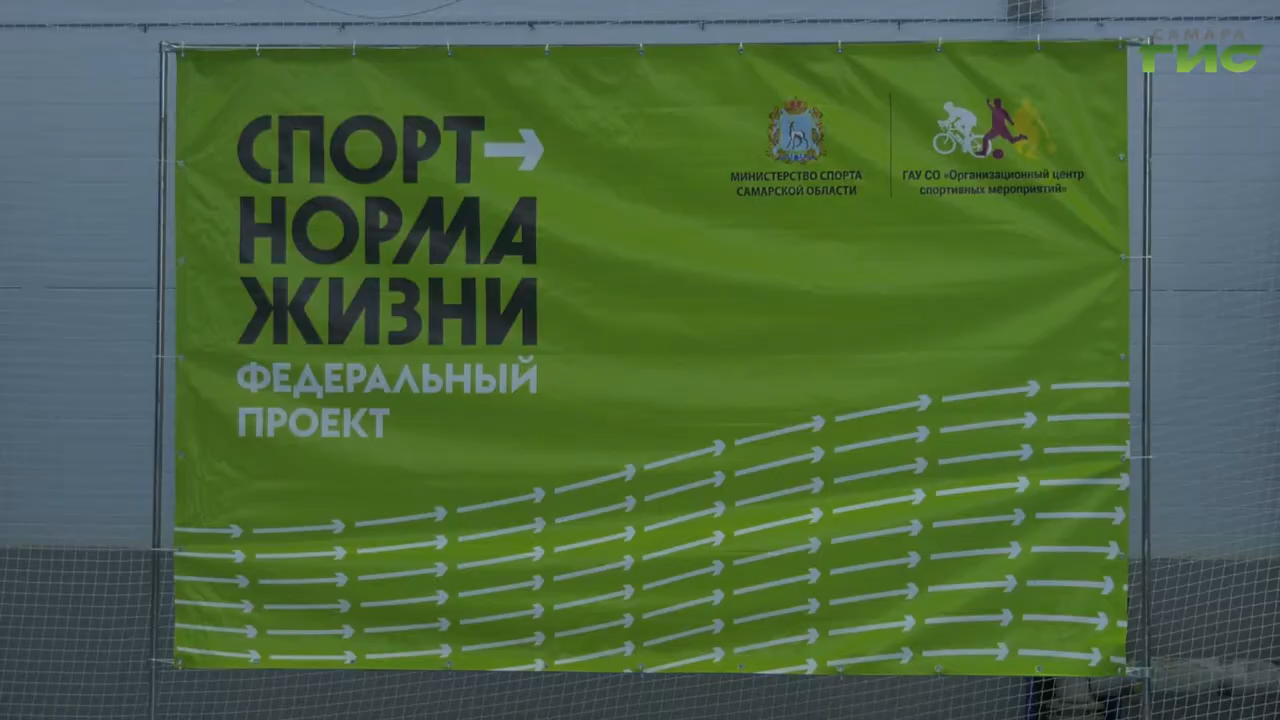 САМАРА
ГИС
СПОРТ
НОРМА
ЖИЗНИ
ФЕДЕРАЛЬНЫЙ
ПРОЕКТ
МИНИСТЕРСТВО СПОРТА
САМАРСКОЙ ОБЛАСТИ
ГАУ СО «Организационный центр
спортивных мероприятий»